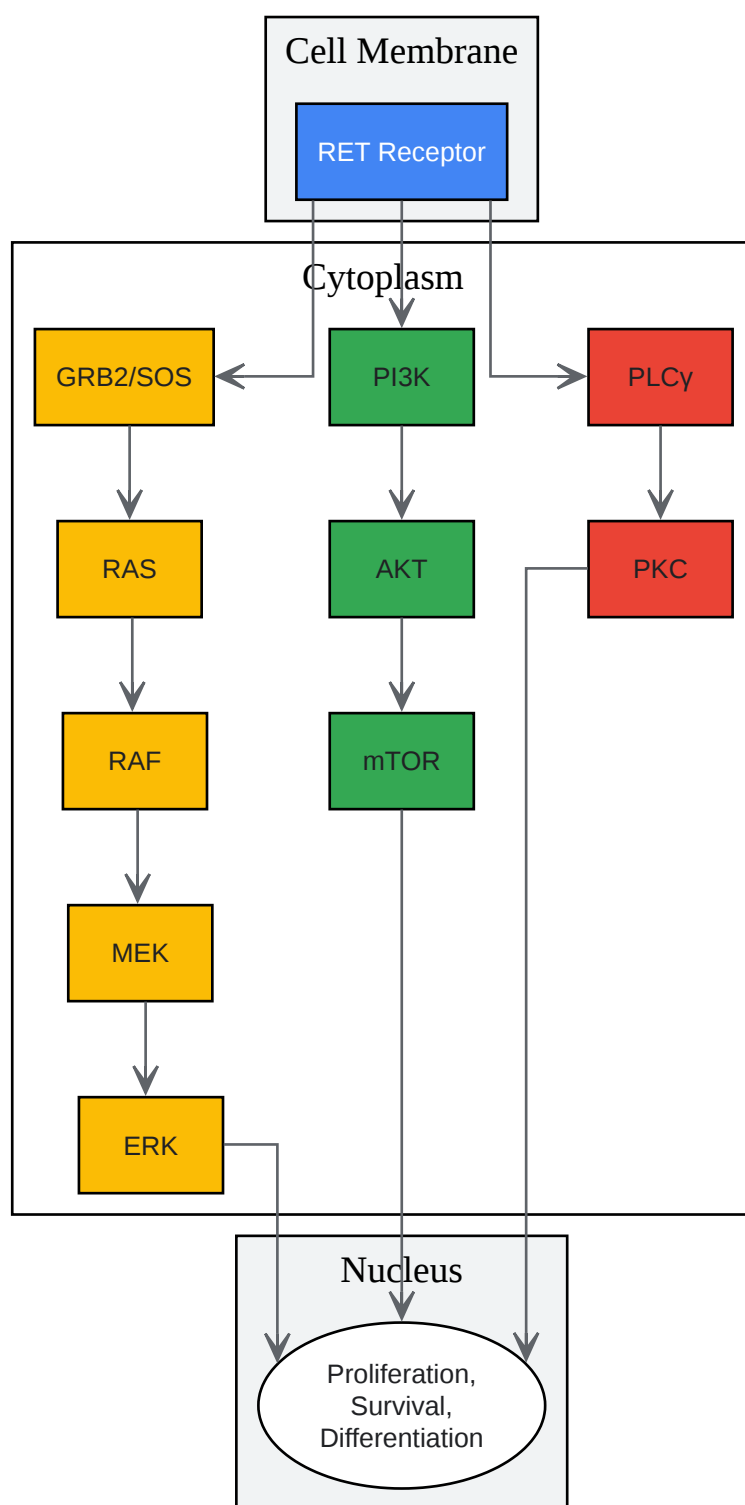 Cell Membrane
RET Receptor
Cytoplasm
GRB2/SOS
PI3K
PLCγ
RAS
AKT
PKC
RAF
mTOR
MEK
ERK
Nucleus
Proliferation,
Survival,
Differentiation